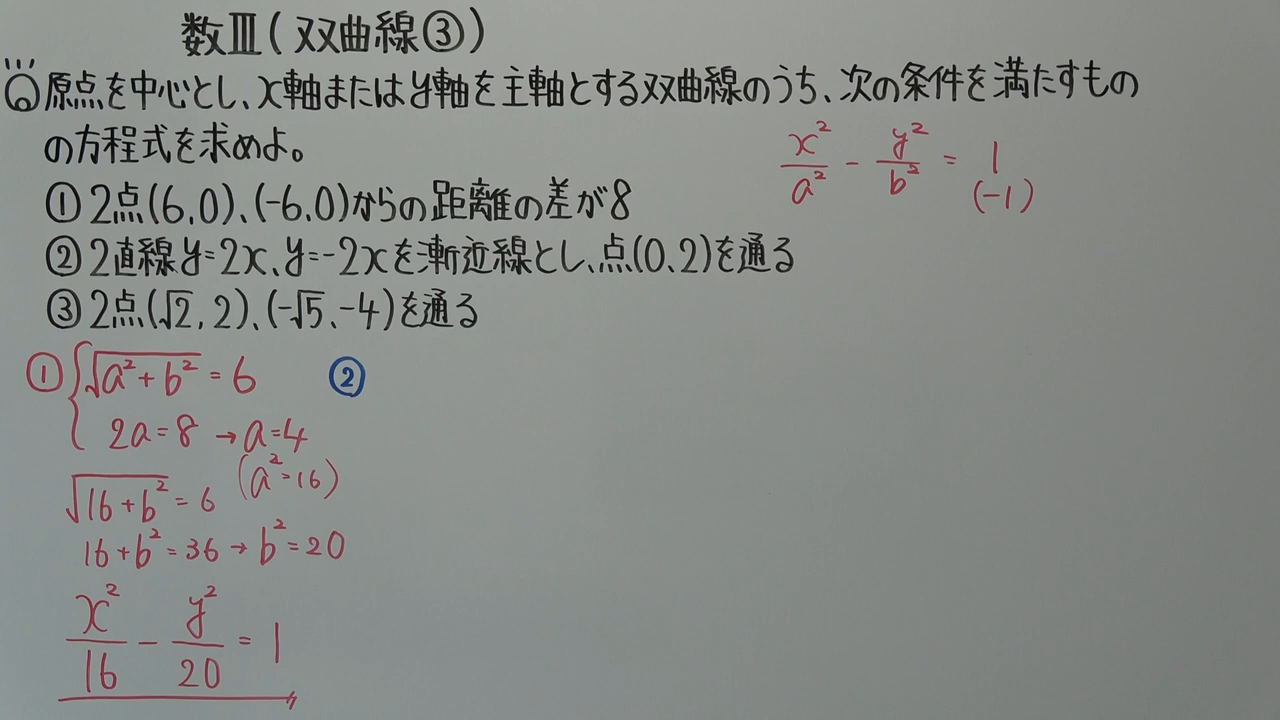 数Ⅲ(双曲線③)
Q 原点を中心とし、x軸またはy軸を主軸とする双曲線のうち、次の条件を満たすもの
の方程式を求めよ。
x²/a² - y²/b² = 1
(-1)
① 2点(6,0)、(-6,0)からの距離の差が8
② 2直線y=2x、y=-2xを漸近線とし、点(0,2)を通る
③ 2点(√2, 2)、(-√5、-4)を通る
① { √(a²+b²) = 6
2a=8 → a=4
(a²=16)
√(16+b²) = 6
16+b²=36 → b²=20
x²/16 - y²/20 = 1
②